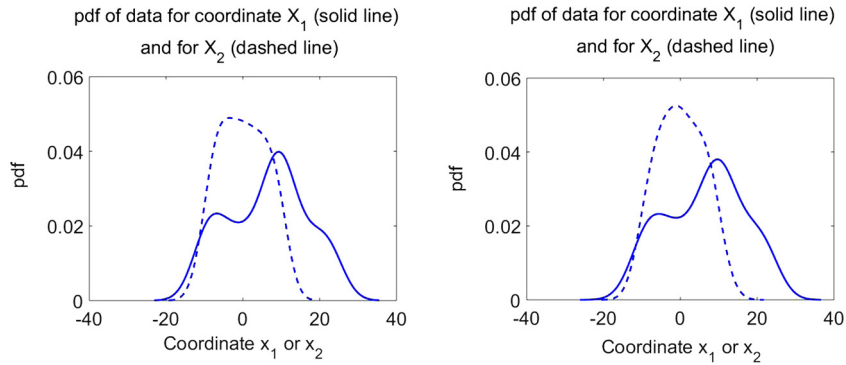 pdf of data for coordinate X1 (solid line)
and for X2 (dashed line)
0.06
0.04
0.02
0
pdf
-40
-20
0
20
40
Coordinate x1 or x2
pdf of data for coordinate X1 (solid line)
and for X2 (dashed line)
0.06
0.04
0.02
0
pdf
-40
-20
0
20
40
Coordinate x1 or x2